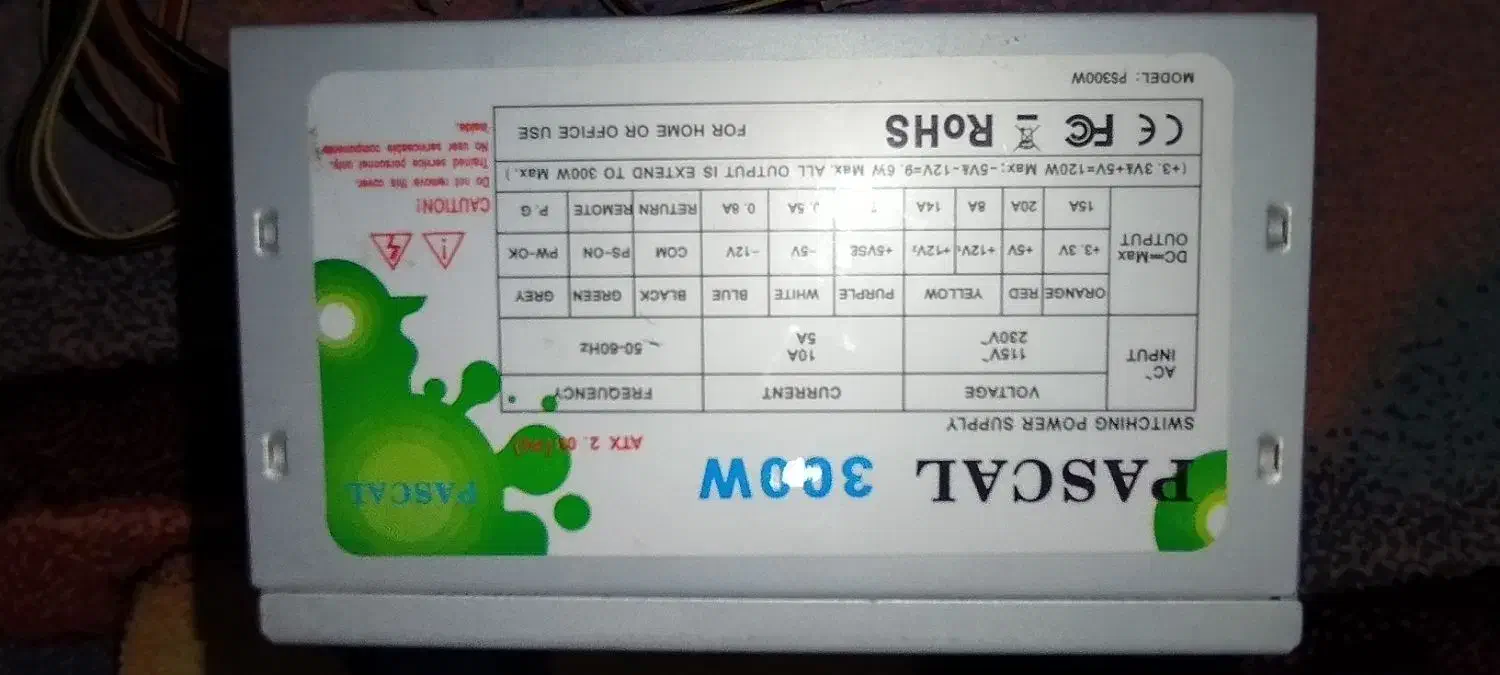 PASCAL 300W
PASCAL
SWITCHING POWER SUPPLY
ATX 2.
AC~ INPUT VOLTAGE CURRENT FREQUENCY
115V~ 10A 50-60Hz
230V~ 5A
DC⎓Max OUTPUT ORANGE RED YELLOW PURPLE WHITE BLUE BLACK GREEN GREY
+3.3V +5V +12V₁ +12V₂ +5VSB -5V -12V COM PS-ON PW-OK
15A 20A 8A 14A 0.8A RETURN REMOTE P.G
(+3.3V&+5V=120W Max;-5V&-12V=9.6W Max. ALL OUTPUT IS EXTEND TO 300W Max.)
CE FC RoHS FOR HOME OR OFFICE USE
MODEL: PS300W
CAUTION!
Do not remove this cover.
Trained service personnel only.
No user serviceable components
inside.